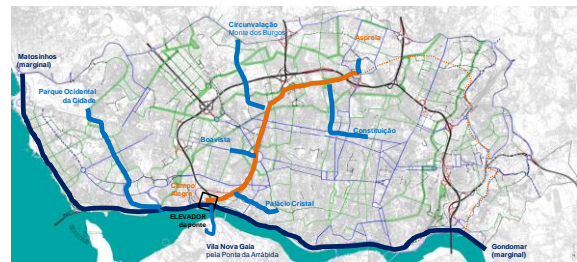 Circunvalação
Monte dos Burgos
Asprela
Matosinhos
(marginal)
Parque Ocidental
da Cidade
Boavista
Constituição
Campo
Alegre
Palácio Cristal
ELEVADOR
da ponte
Vila Nova Gaia
pela Ponta da Arrábida
Gondomar
(marginal)